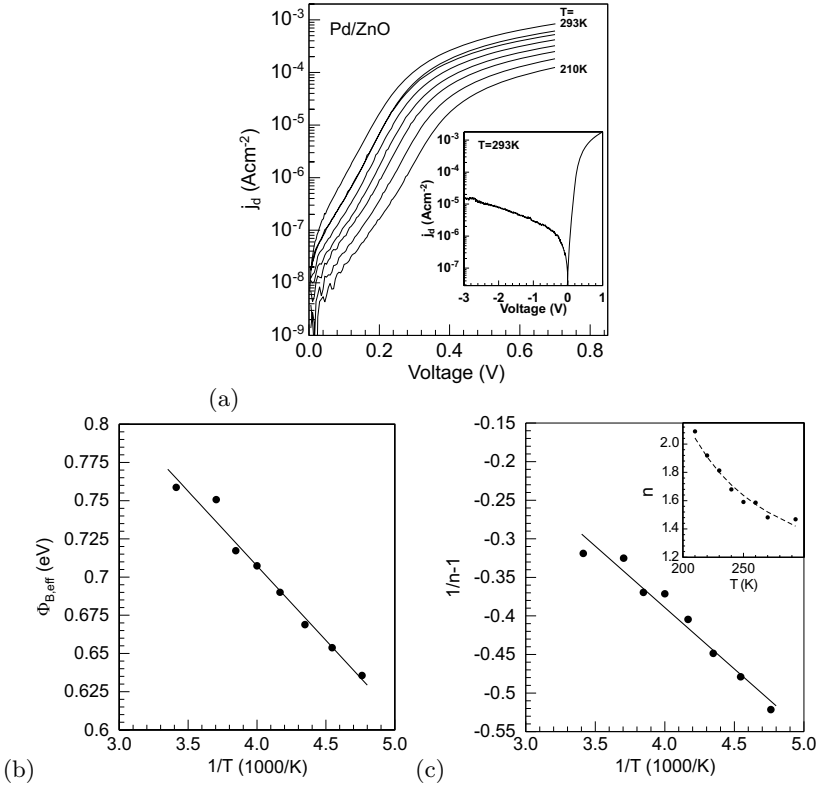 10⁻³
10⁻⁴
10⁻⁵
10⁻⁶
10⁻⁷
10⁻⁸
10⁻⁹
j_d (Acm⁻²)
Pd/ZnO
T=
293K
210K
0.0 0.2 0.4 0.6 0.8
Voltage (V)
T=293K
10⁻³
10⁻⁴
10⁻⁵
10⁻⁶
10⁻⁷
j_d (Acm⁻²)
-3 -2 -1 0 1
Voltage (V)
(a)
0.8
0.775
0.75
0.725
0.7
0.675
0.65
0.625
0.6
Φ_B,eff (eV)
3.0 3.5 4.0 4.5 5.0
1/T (1000/K)
(b)
-0.15
-0.2
-0.25
-0.3
-0.35
-0.4
-0.45
-0.5
-0.55
1/n-1
3.0 3.5 4.0 4.5 5.0
1/T (1000/K)
2.0
1.8
1.6
1.4
1.2
n
200 250
T (K)
(c)